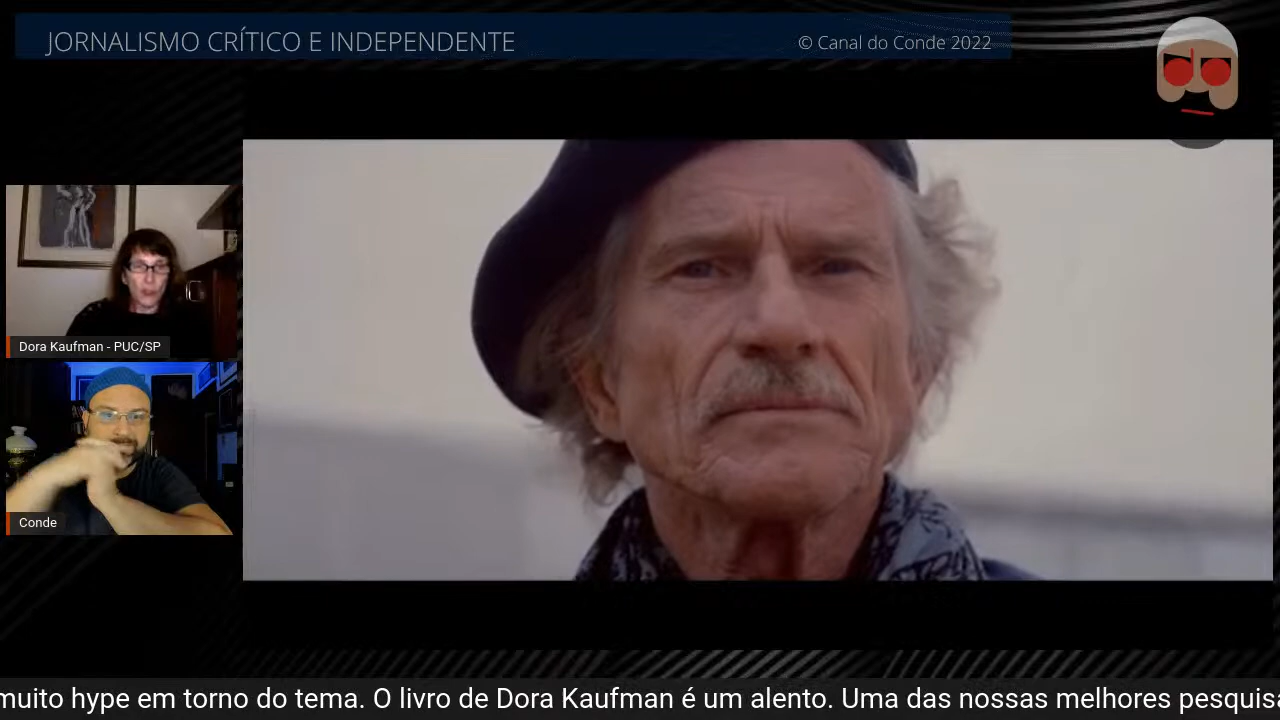 JORNALISMO CRÍTICO E INDEPENDENTE
© Canal do Conde 2022
Dora Kaufman - PUC/SP
Conde
muito hype em torno do tema. O livro de Dora Kaufman é um alento. Uma das nossas melhores pesquisa